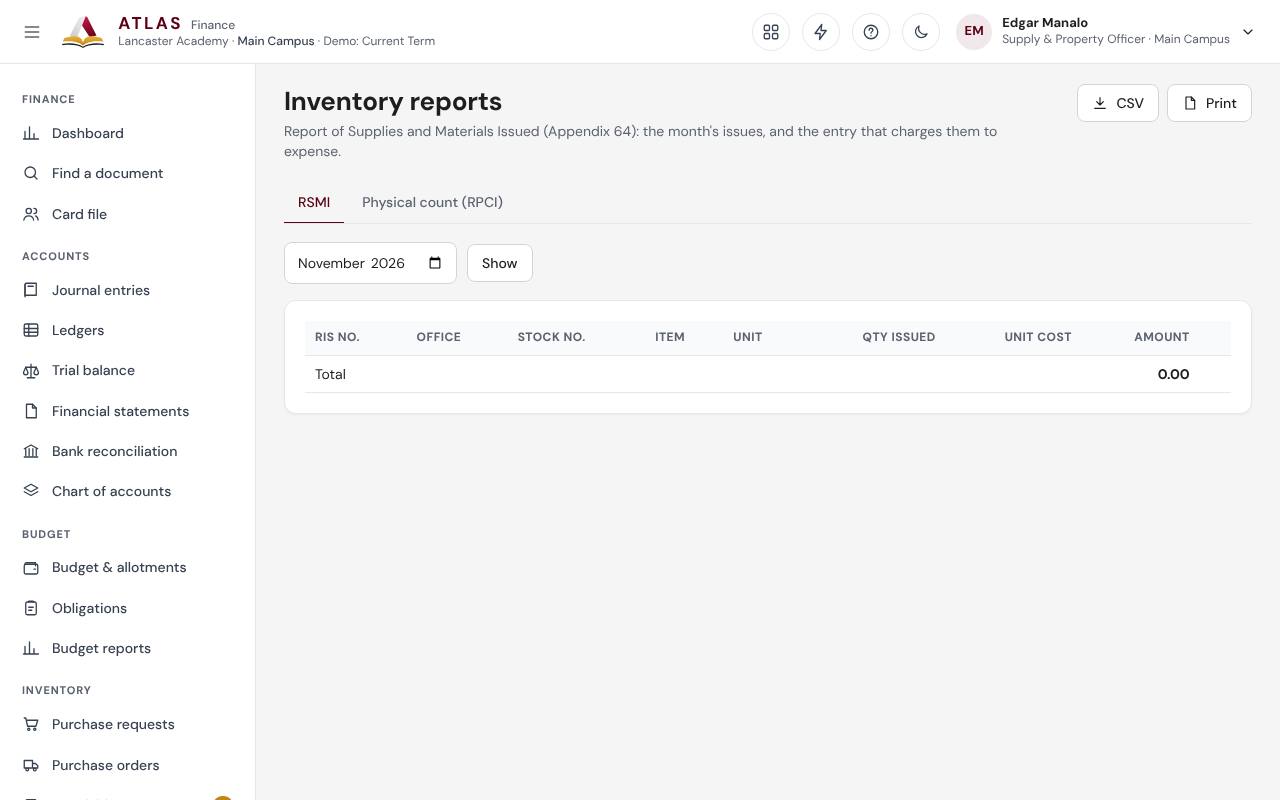 ATLAS Finance
Lancaster Academy · Main Campus · Demo: Current Term
EM
Edgar Manalo
Supply & Property Officer · Main Campus
FINANCE
Dashboard
Find a document
Card file
ACCOUNTS
Journal entries
Ledgers
Trial balance
Financial statements
Bank reconciliation
Chart of accounts
BUDGET
Budget & allotments
Obligations
Budget reports
INVENTORY
Purchase requests
Purchase orders
Inventory reports
CSV
Print
Report of Supplies and Materials Issued (Appendix 64): the month's issues, and the entry that charges them to
expense.
RSMI
Physical count (RPCI)
November 2026
Show
RIS NO. OFFICE STOCK NO. ITEM UNIT QTY ISSUED UNIT COST AMOUNT
Total 0.00